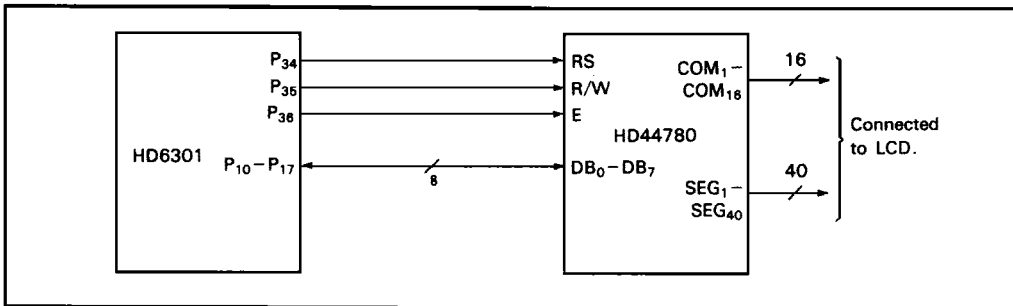 P34
P35
P36
HD6301
P10–P17
8
RS
R/W
E
HD44780
DB0–DB7
COM1–
COM16
SEG1–
SEG40
16
40
Connected
to LCD.